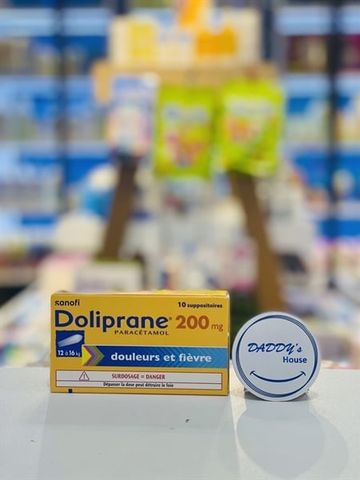 sanofi
10 suppositoires
Doliprane® 200 mg
PARACÉTAMOL
12 à 16 kg
douleurs et fièvre
SURDOSAGE = DANGER
Dépasser la dose peut détruire le foie
DADDY's
House